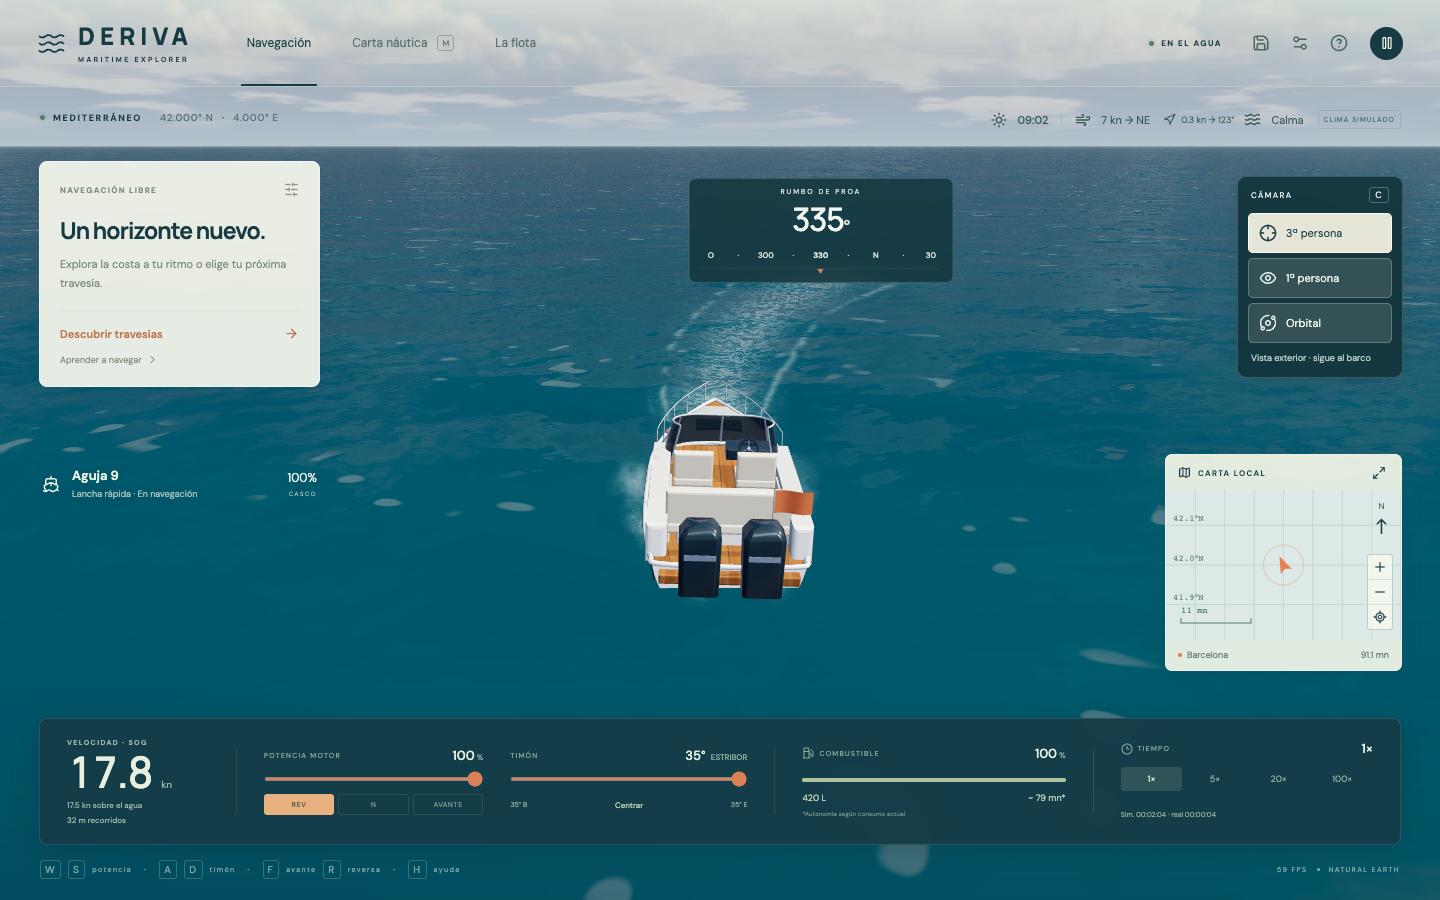 DERIVA
MARITIME EXPLORER
Navegación
Carta náutica M
La flota
EN EL AGUA
MEDITERRÁNEO 42.000° N · 4.000° E
09:02
7 kn → NE
0.3 kn → 123°
Calma
CLIMA SIMULADO
NAVEGACIÓN LIBRE
Un horizonte nuevo.
Explora la costa a tu ritmo o elige tu próxima
travesía.
Descubrir travesías
Aprender a navegar
RUMBO DE PROA
335°
O · 300 · 330 · N · 30
CÁMARA C
3ª persona
1ª persona
Orbital
Vista exterior · sigue al barco
Aguja 9
Lancha rápida · En navegación
100%
CASCO
CARTA LOCAL
N
42.1°N
42.0°N
41.9°N
11 mn
Barcelona 91.1 mn
VELOCIDAD · SOG
17.8 kn
17.5 kn sobre el agua
32 m recorridos
POTENCIA MOTOR 100 %
REV N AVANTE
TIMÓN 35° ESTRIBOR
35° B Centrar 35° E
COMBUSTIBLE 100 %
420 L ~ 79 mn*
*Autonomía según consumo actual
TIEMPO 1×
1× 5× 20× 100×
Sim. 00:02:04 · real 00:00:04
W S potencia · A D timón · F avante R reversa · H ayuda
59 FPS • NATURAL EARTH